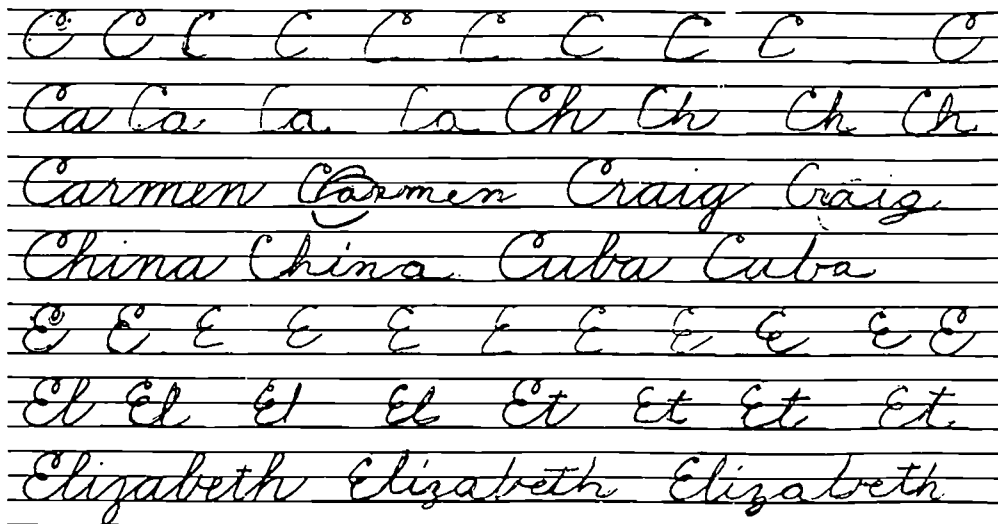 C C C C C C C C C C
Ca Ca Ca Ca Ch Ch Ch Ch
Carmen Carmen Craig Craig
China China Cuba Cuba
E E E E E E E E E E E
El El El El Et Et Et Et
Elizabeth Elizabeth Elizabeth